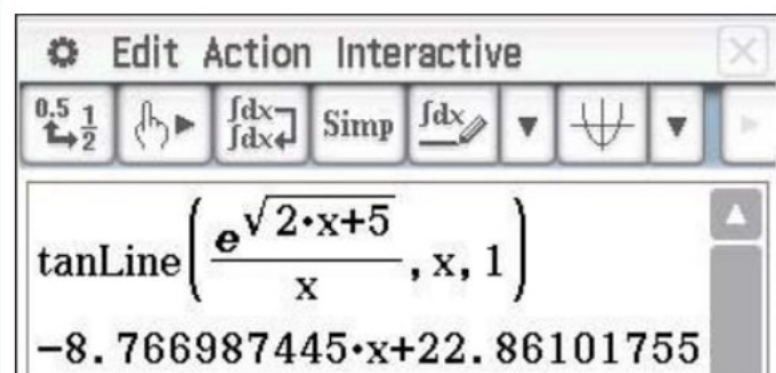 Edit Action Interactive
0.5 1/2 ∫dx ∫dx Simp ∫dx
tanLine(e^√(2·x+5)/x, x, 1)
-8.766987445·x+22.86101755